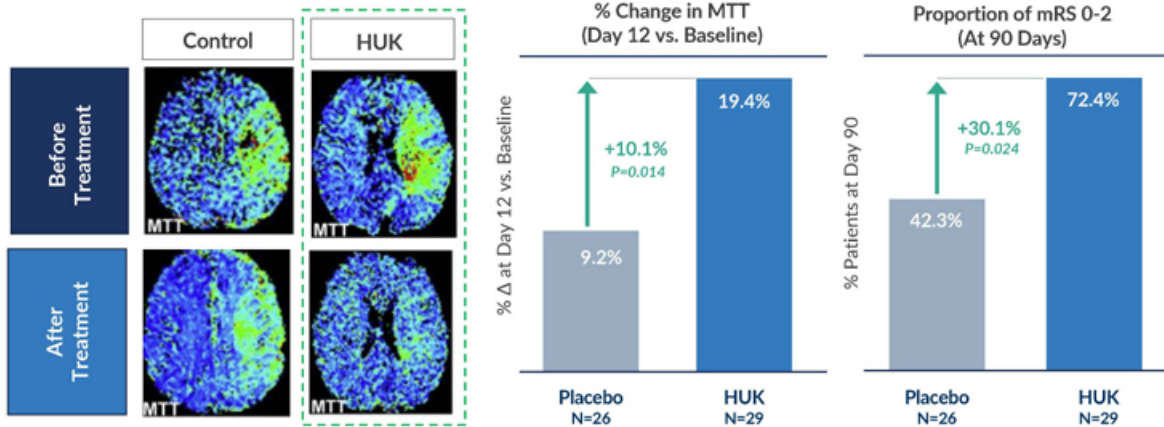 Control
HUK
Before
Treatment
MTT
MTT
After
Treatment
MTT
MTT
% Change in MTT
(Day 12 vs. Baseline)
% Δ at Day 12 vs. Baseline
19.4%
+10.1%
P=0.014
9.2%
Placebo
N=26
HUK
N=29
Proportion of mRS 0-2
(At 90 Days)
% Patients at Day 90
72.4%
+30.1%
P=0.024
42.3%
Placebo
N=26
HUK
N=29